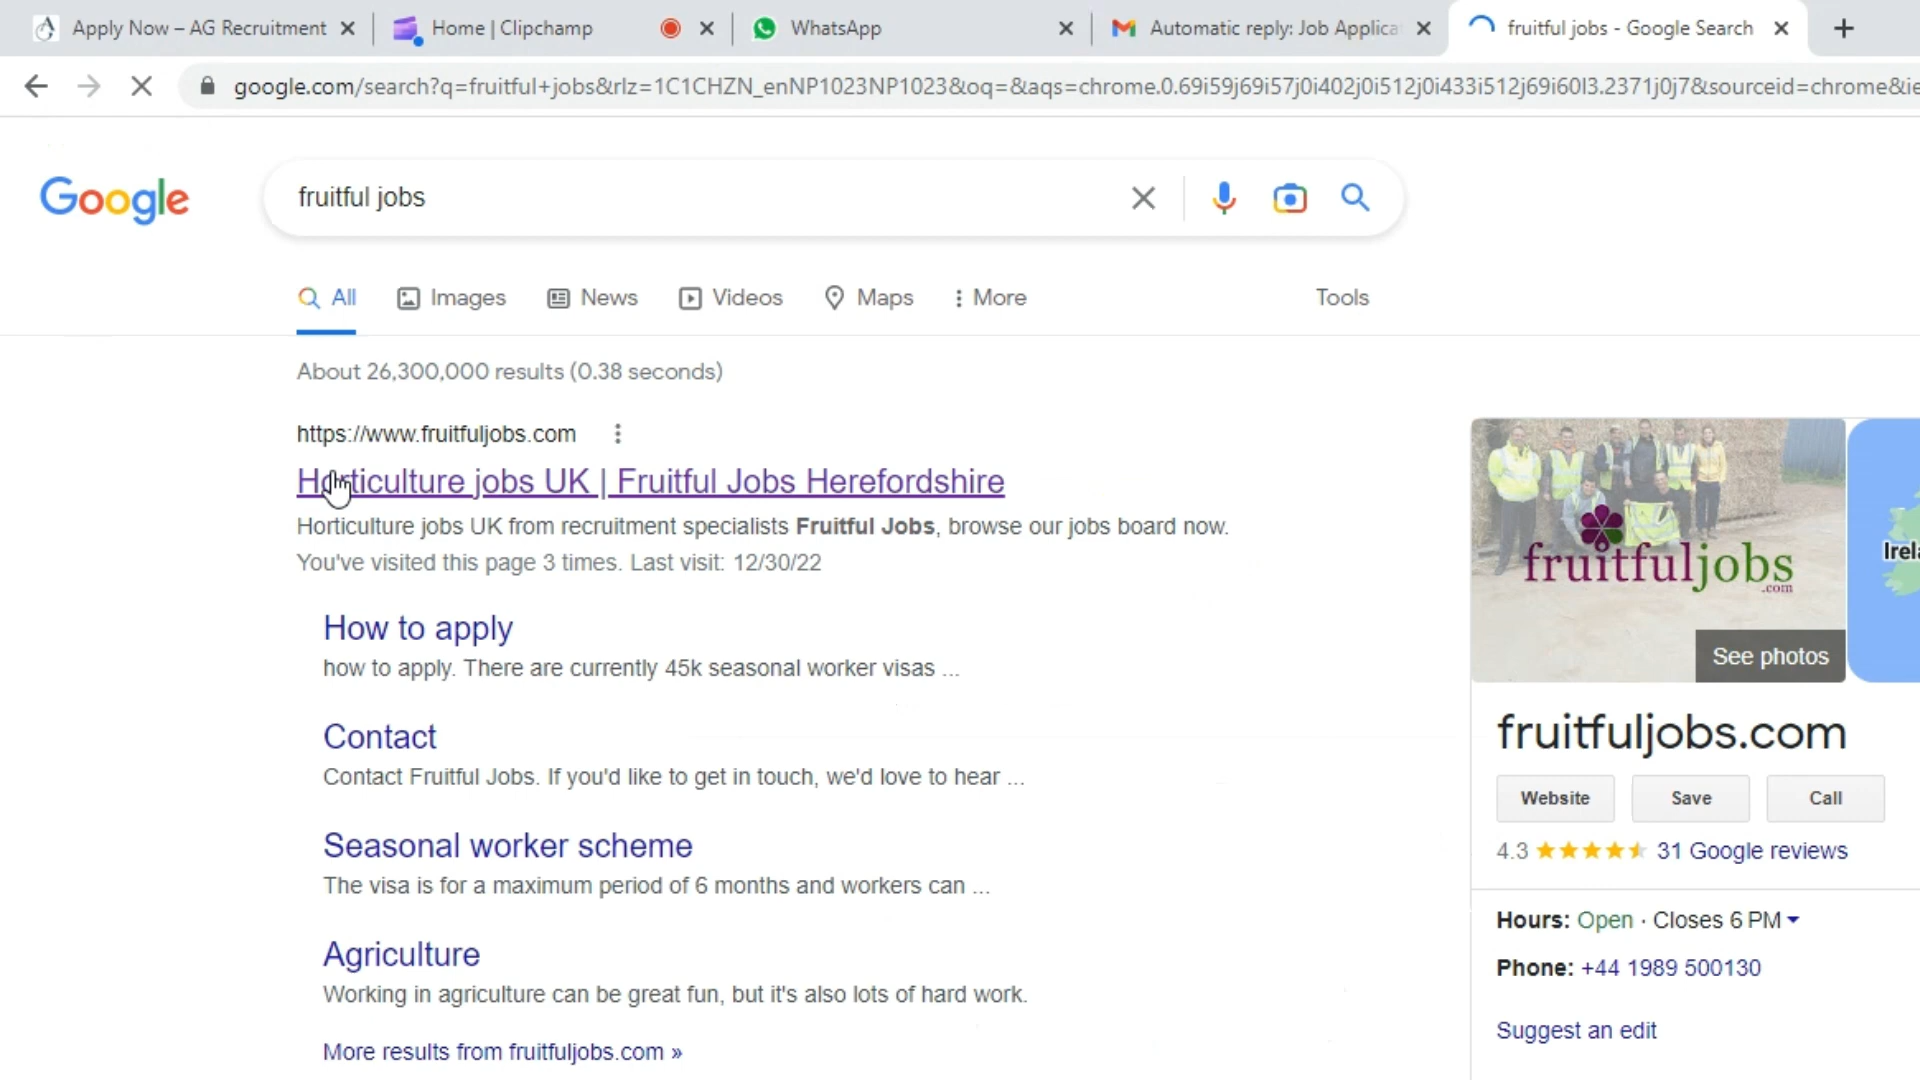 Apply Now – AG Recruitment
Home | Clipchamp
WhatsApp
Automatic reply: Job Applica
fruitful jobs - Google Search
google.com/search?q=fruitful+jobs&rlz=1C1CHZN_enNP1023NP1023&oq=&aqs=chrome.0.69i59j69i57j0i402j0i512j0i433i512j69i60l3.2371j0j7&sourceid=chrome&ie
Google
fruitful jobs
All
Images
News
Videos
Maps
More
Tools
About 26,300,000 results (0.38 seconds)
https://www.fruitfuljobs.com
Horticulture jobs UK | Fruitful Jobs Herefordshire
Horticulture jobs UK from recruitment specialists Fruitful Jobs, browse our jobs board now.
You've visited this page 3 times. Last visit: 12/30/22
How to apply
how to apply. There are currently 45k seasonal worker visas ...
Contact
Contact Fruitful Jobs. If you'd like to get in touch, we'd love to hear ...
Seasonal worker scheme
The visa is for a maximum period of 6 months and workers can ...
Agriculture
Working in agriculture can be great fun, but it's also lots of hard work.
More results from fruitfuljobs.com »
fruitfuljobs
.com
See photos
Irela
fruitfuljobs.com
Website
Save
Call
4.3
31 Google reviews
Hours: Open · Closes 6 PM
Phone: +44 1989 500130
Suggest an edit